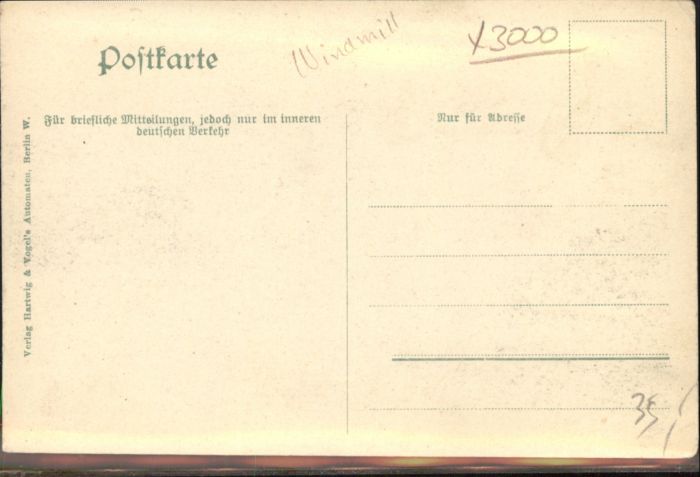 Postkarte
Windmill
X3000
Für briefliche Mitteilungen, jedoch nur im inneren
deutschen Verkehr
Nur für Adresse
Verlag Hartwig & Vogel's Automaten, Berlin W.
35,